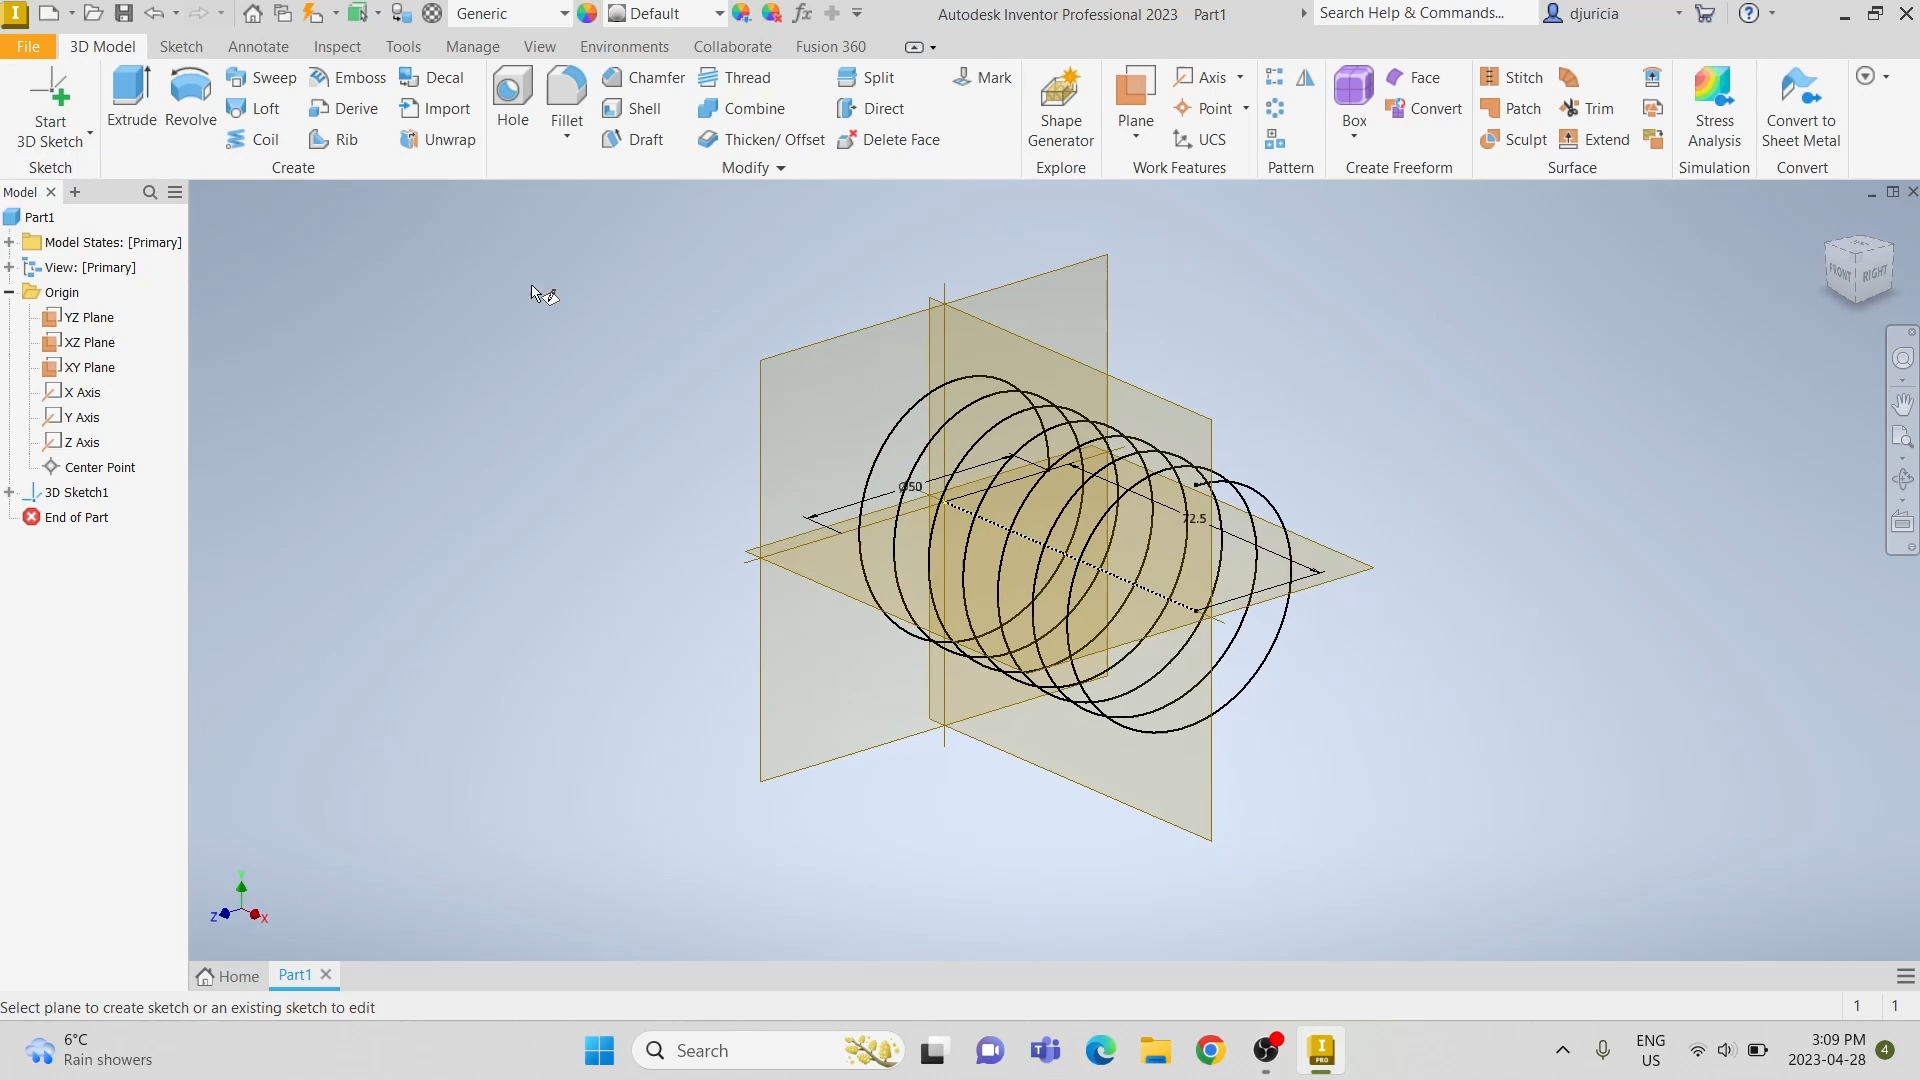 Generic
Default
Autodesk Inventor Professional 2023 Part1
Search Help & Commands...
djuricia
File
3D Model
Sketch
Annotate
Inspect
Tools
Manage
View
Environments
Collaborate
Fusion 360
Start
3D Sketch
Sketch
Extrude
Revolve
Sweep
Emboss
Decal
Loft
Derive
Import
Coil
Rib
Unwrap
Create
Hole
Fillet
Chamfer
Thread
Split
Mark
Shell
Combine
Direct
Draft
Thicken/ Offset
Delete Face
Modify
Shape
Generator
Explore
Plane
Axis
Point
UCS
Work Features
Pattern
Box
Face
Convert
Create Freeform
Stitch
Patch
Trim
Sculpt
Extend
Surface
Stress
Analysis
Simulation
Convert to
Sheet Metal
Convert
Model
Part1
Model States: [Primary]
View: [Primary]
Origin
YZ Plane
XZ Plane
XY Plane
X Axis
Y Axis
Z Axis
Center Point
3D Sketch1
End of Part
FRONT
RIGHT
Ø50
72.5
Y
Z
X
Home
Part1
Select plane to create sketch or an existing sketch to edit
1
1
6°C
Rain showers
Search
PRO
ENG
US
3:09 PM
2023-04-28
4